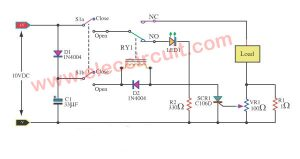 S1a
Close
Open
NC
NO
RY1
LED1
Load
D1
1N4004
10VDC
S1b
Close
Open
D2
1N4004
C1
R2
330Ω
SCR1
C106D
VR1
100Ω
R1
1Ω